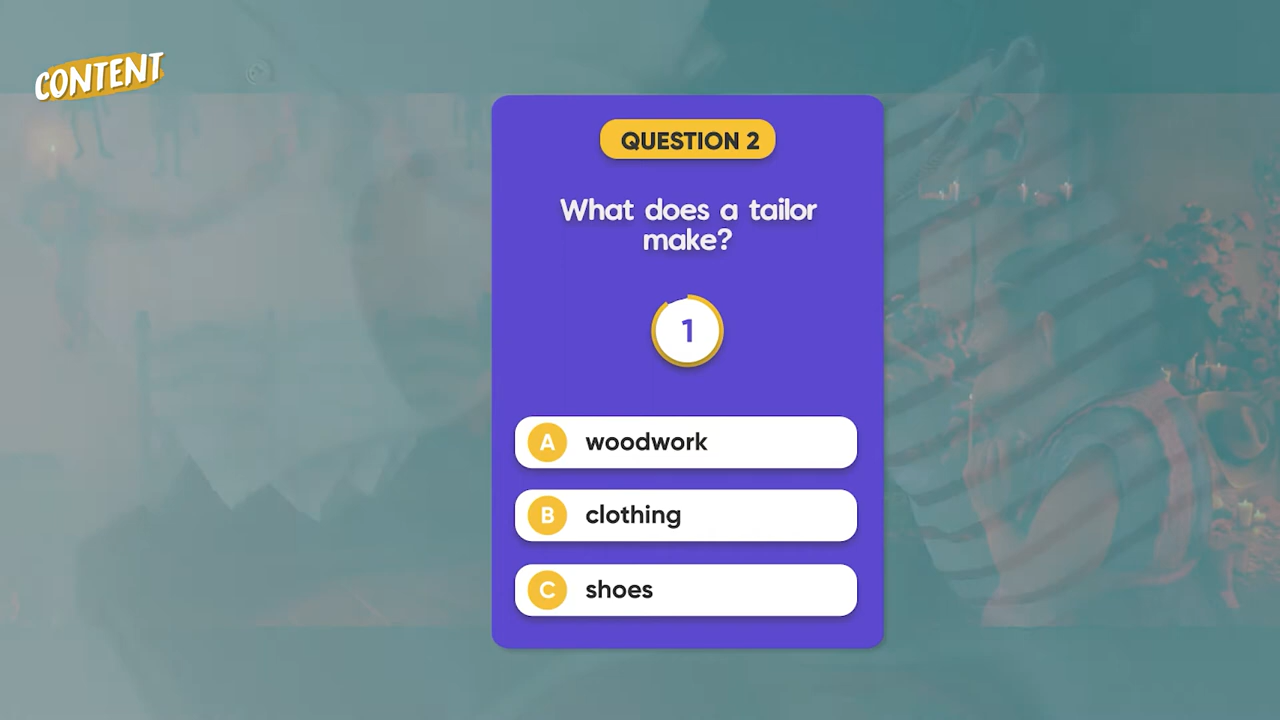 CONTENT
QUESTION 2
What does a tailor
make?
1
A woodwork
B clothing
C shoes